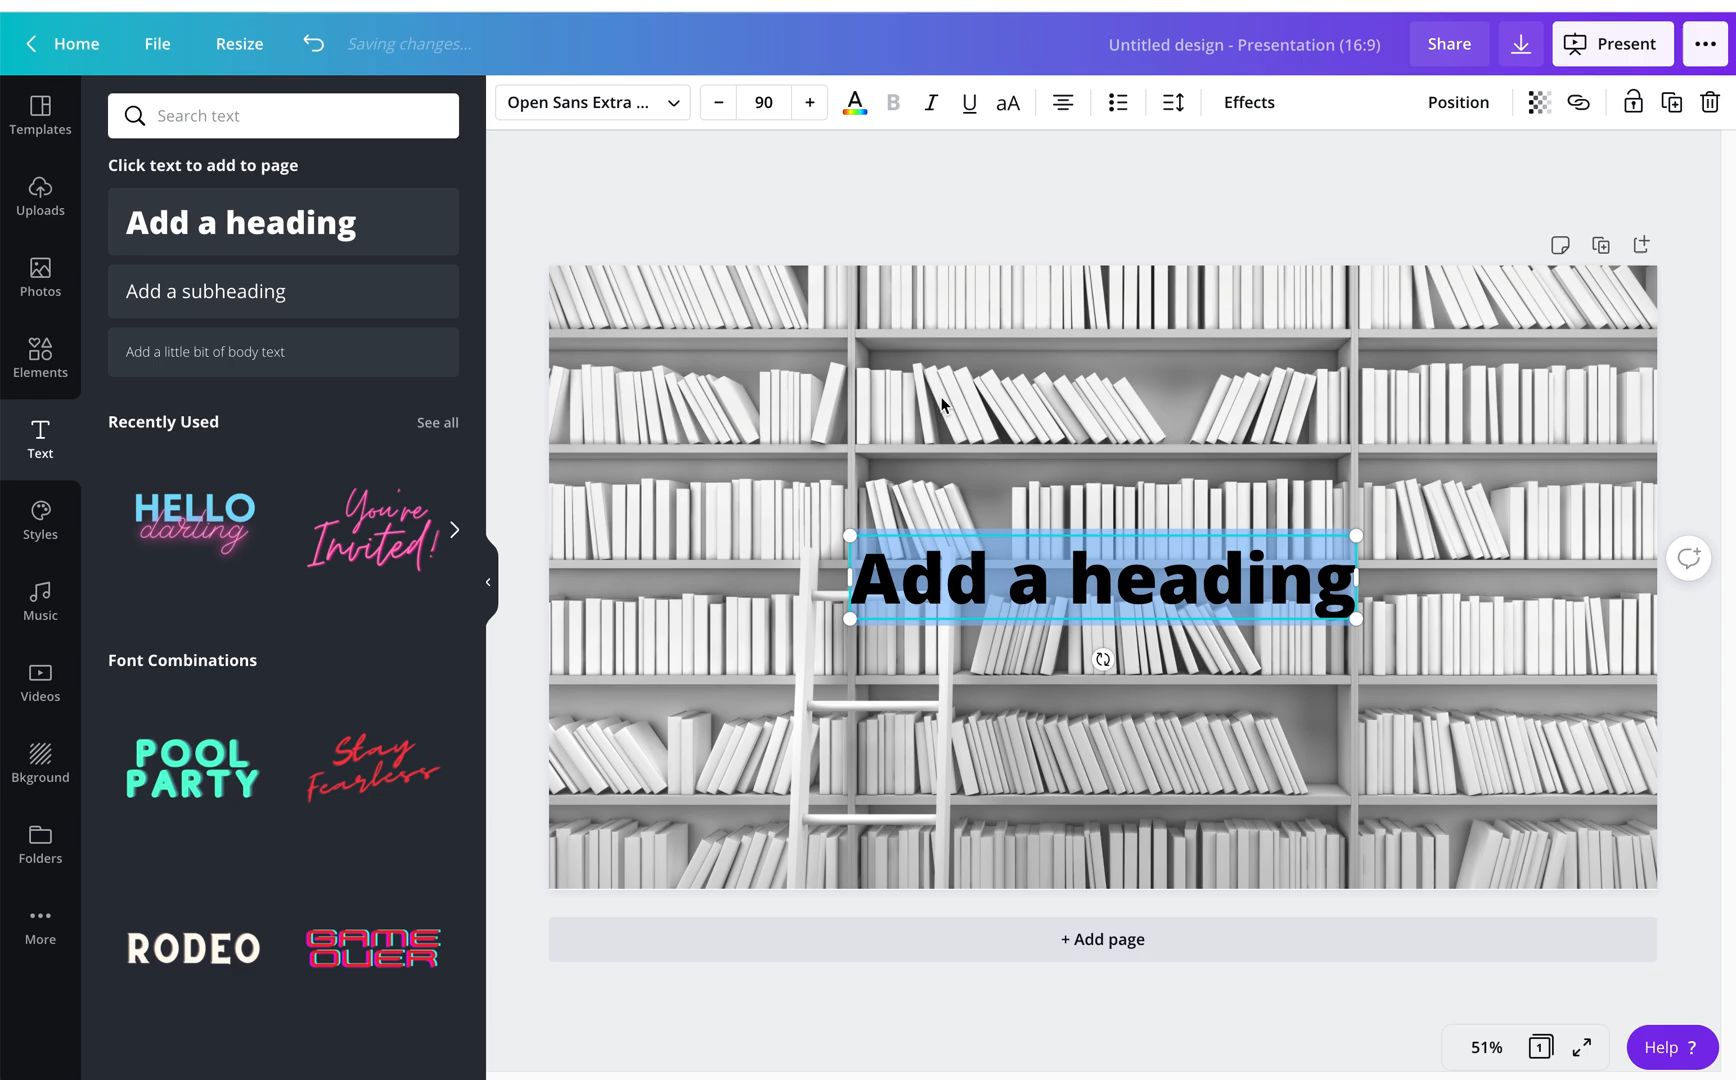 Home
File
Resize
Saving changes...
Untitled design - Presentation (16:9)
Share
Present
Templates
Uploads
Photos
Elements
Text
Styles
Music
Videos
Bkground
Folders
More
Search text
Click text to add to page
Add a heading
Add a subheading
Add a little bit of body text
Recently Used
See all
HELLO
darling
You're
Invited!
Font Combinations
POOL
PARTY
Stay
Fearless
RODEO
GAME
OVER
Open Sans Extra ...
− 90 +
A
B
I
U
aA
Effects
Position
Add a heading
+ Add page
51%
1
Help ?